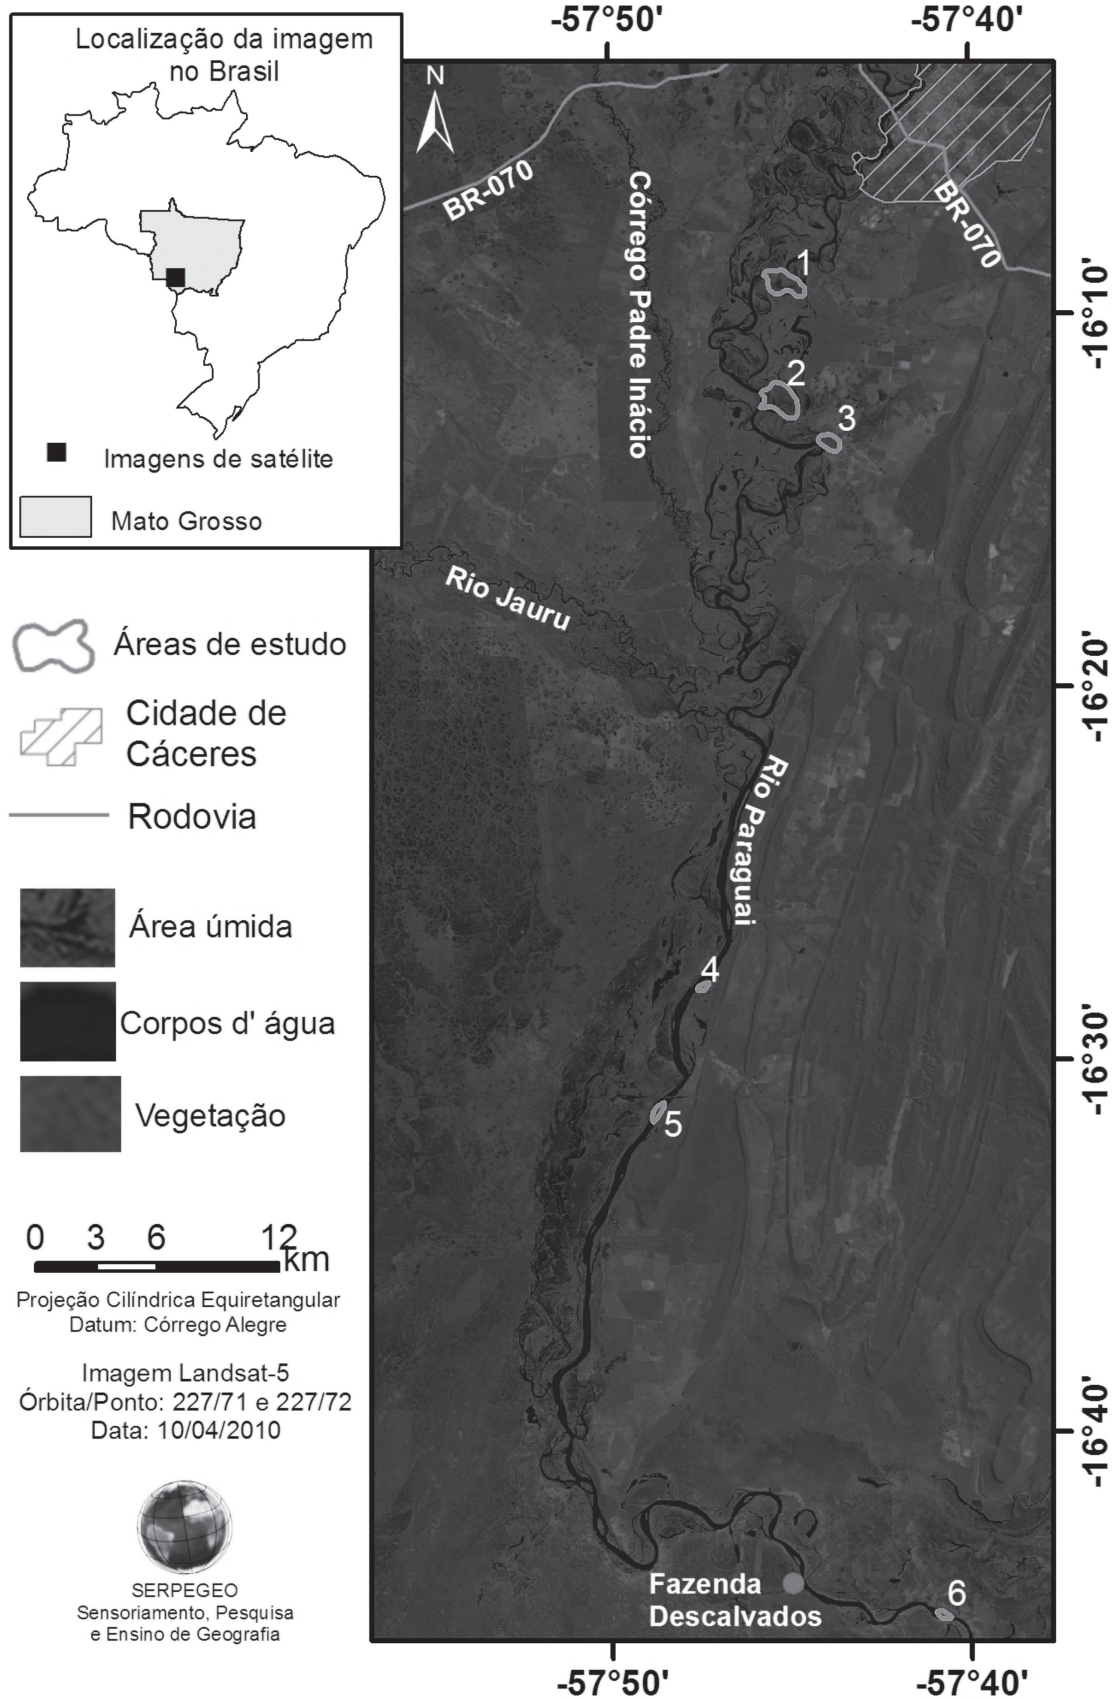 Localização da imagem
no Brasil
Imagens de satélite
Mato Grosso
Áreas de estudo
Cidade de
Cáceres
Rodovia
Área úmida
Corpos d' água
Vegetação
0 3 6 12
km
Projeção Cilíndrica Equiretangular
Datum: Córrego Alegre
Imagem Landsat-5
Órbita/Ponto: 227/71 e 227/72
Data: 10/04/2010
SERPEGEO
Sensoriamento, Pesquisa
e Ensino de Geografia
-57°50' -57°40'
N
BR-070
Córrego Padre Inácio
BR-070
1
2
3
Rio Jauru
Rio Paraguai
4
5
Fazenda
Descalvados
6
-16°10'
-16°20'
-16°30'
-16°40'
-57°50' -57°40'